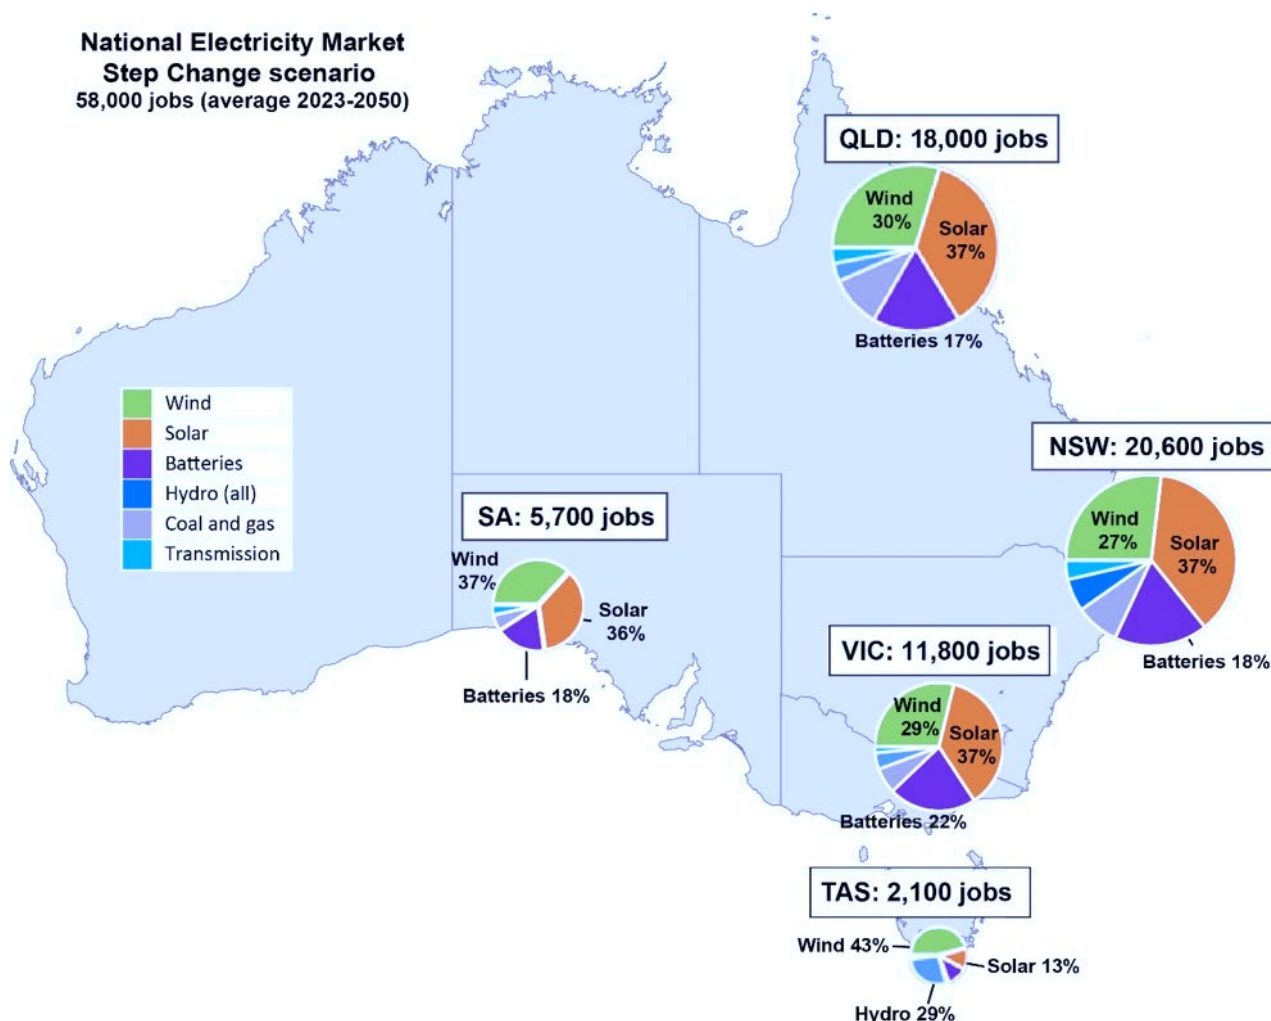 National Electricity Market
Step Change scenario
58,000 jobs (average 2023-2050)
QLD: 18,000 jobs
Wind
30%
Solar
37%
Batteries 17%
Wind
Solar
Batteries
Hydro (all)
Coal and gas
Transmission
NSW: 20,600 jobs
Wind
27%
Solar
37%
Batteries 18%
SA: 5,700 jobs
Wind
37%
Solar
36%
Batteries 18%
VIC: 11,800 jobs
Wind
29%
Solar
37%
Batteries 22%
TAS: 2,100 jobs
Wind 43%
Solar 13%
Hydro 29%